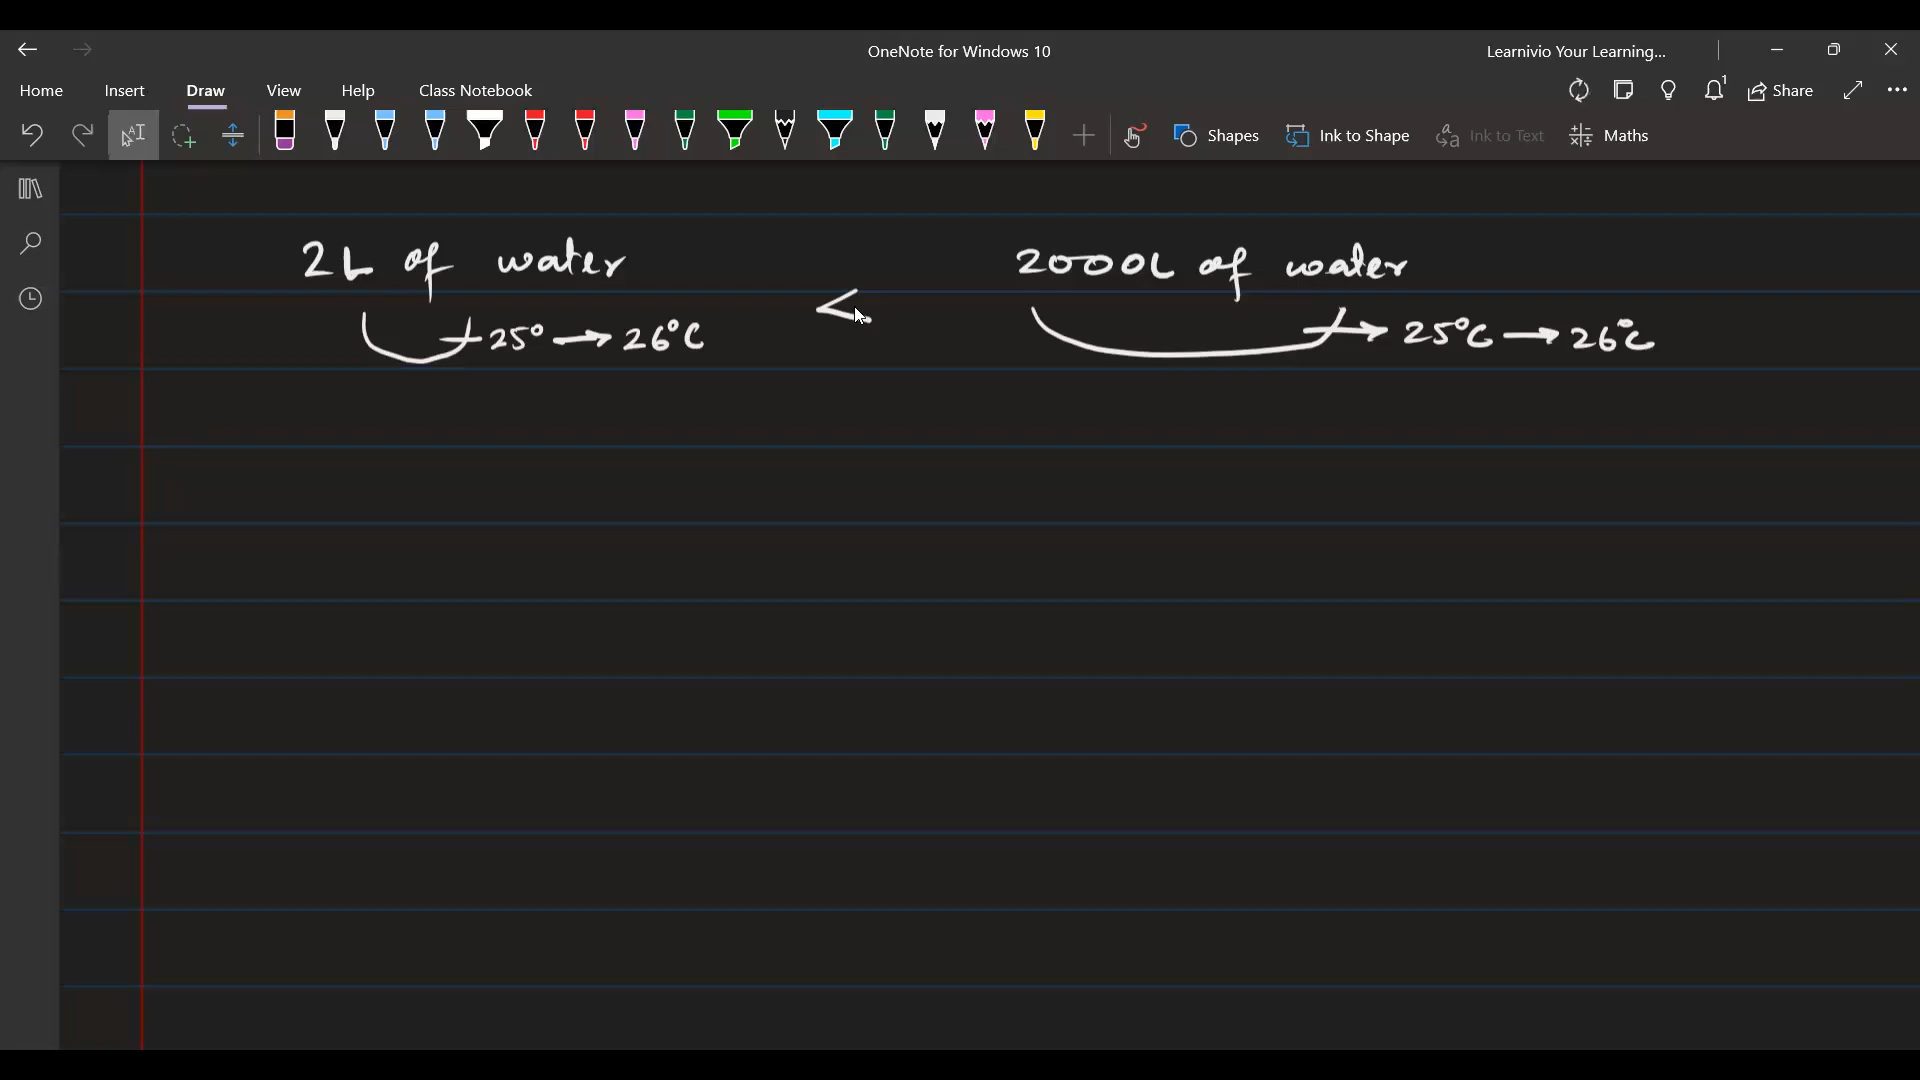 OneNote for Windows 10
Learnivio Your Learning...
Home Insert Draw View Help Class Notebook
1
Share
Shapes Ink to Shape Ink to Text Maths
2L of water
2000L of water
<
25° → 26°C
→ 25°C → 26°C